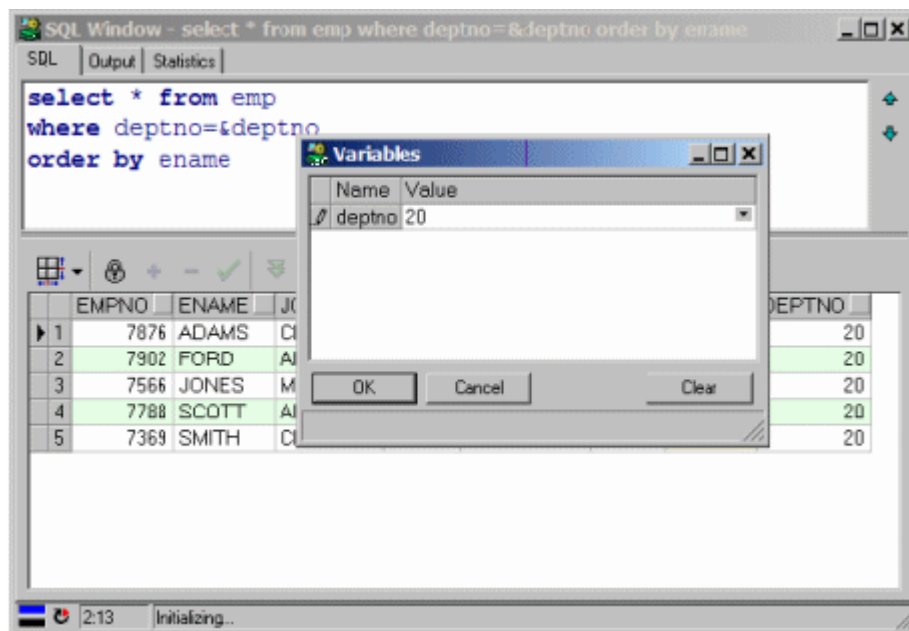 SQL Window - select * from emp where deptno=&deptno order by ename
SQL Output Statistics
select * from emp
where deptno=&deptno
order by ename
Variables
Name Value
deptno 20
OK Cancel Clear
EMPNO ENAME DEPTNO
1 7876 ADAMS 20
2 7902 FORD 20
3 7566 JONES 20
4 7788 SCOTT 20
5 7369 SMITH 20
2:13 Initializing...